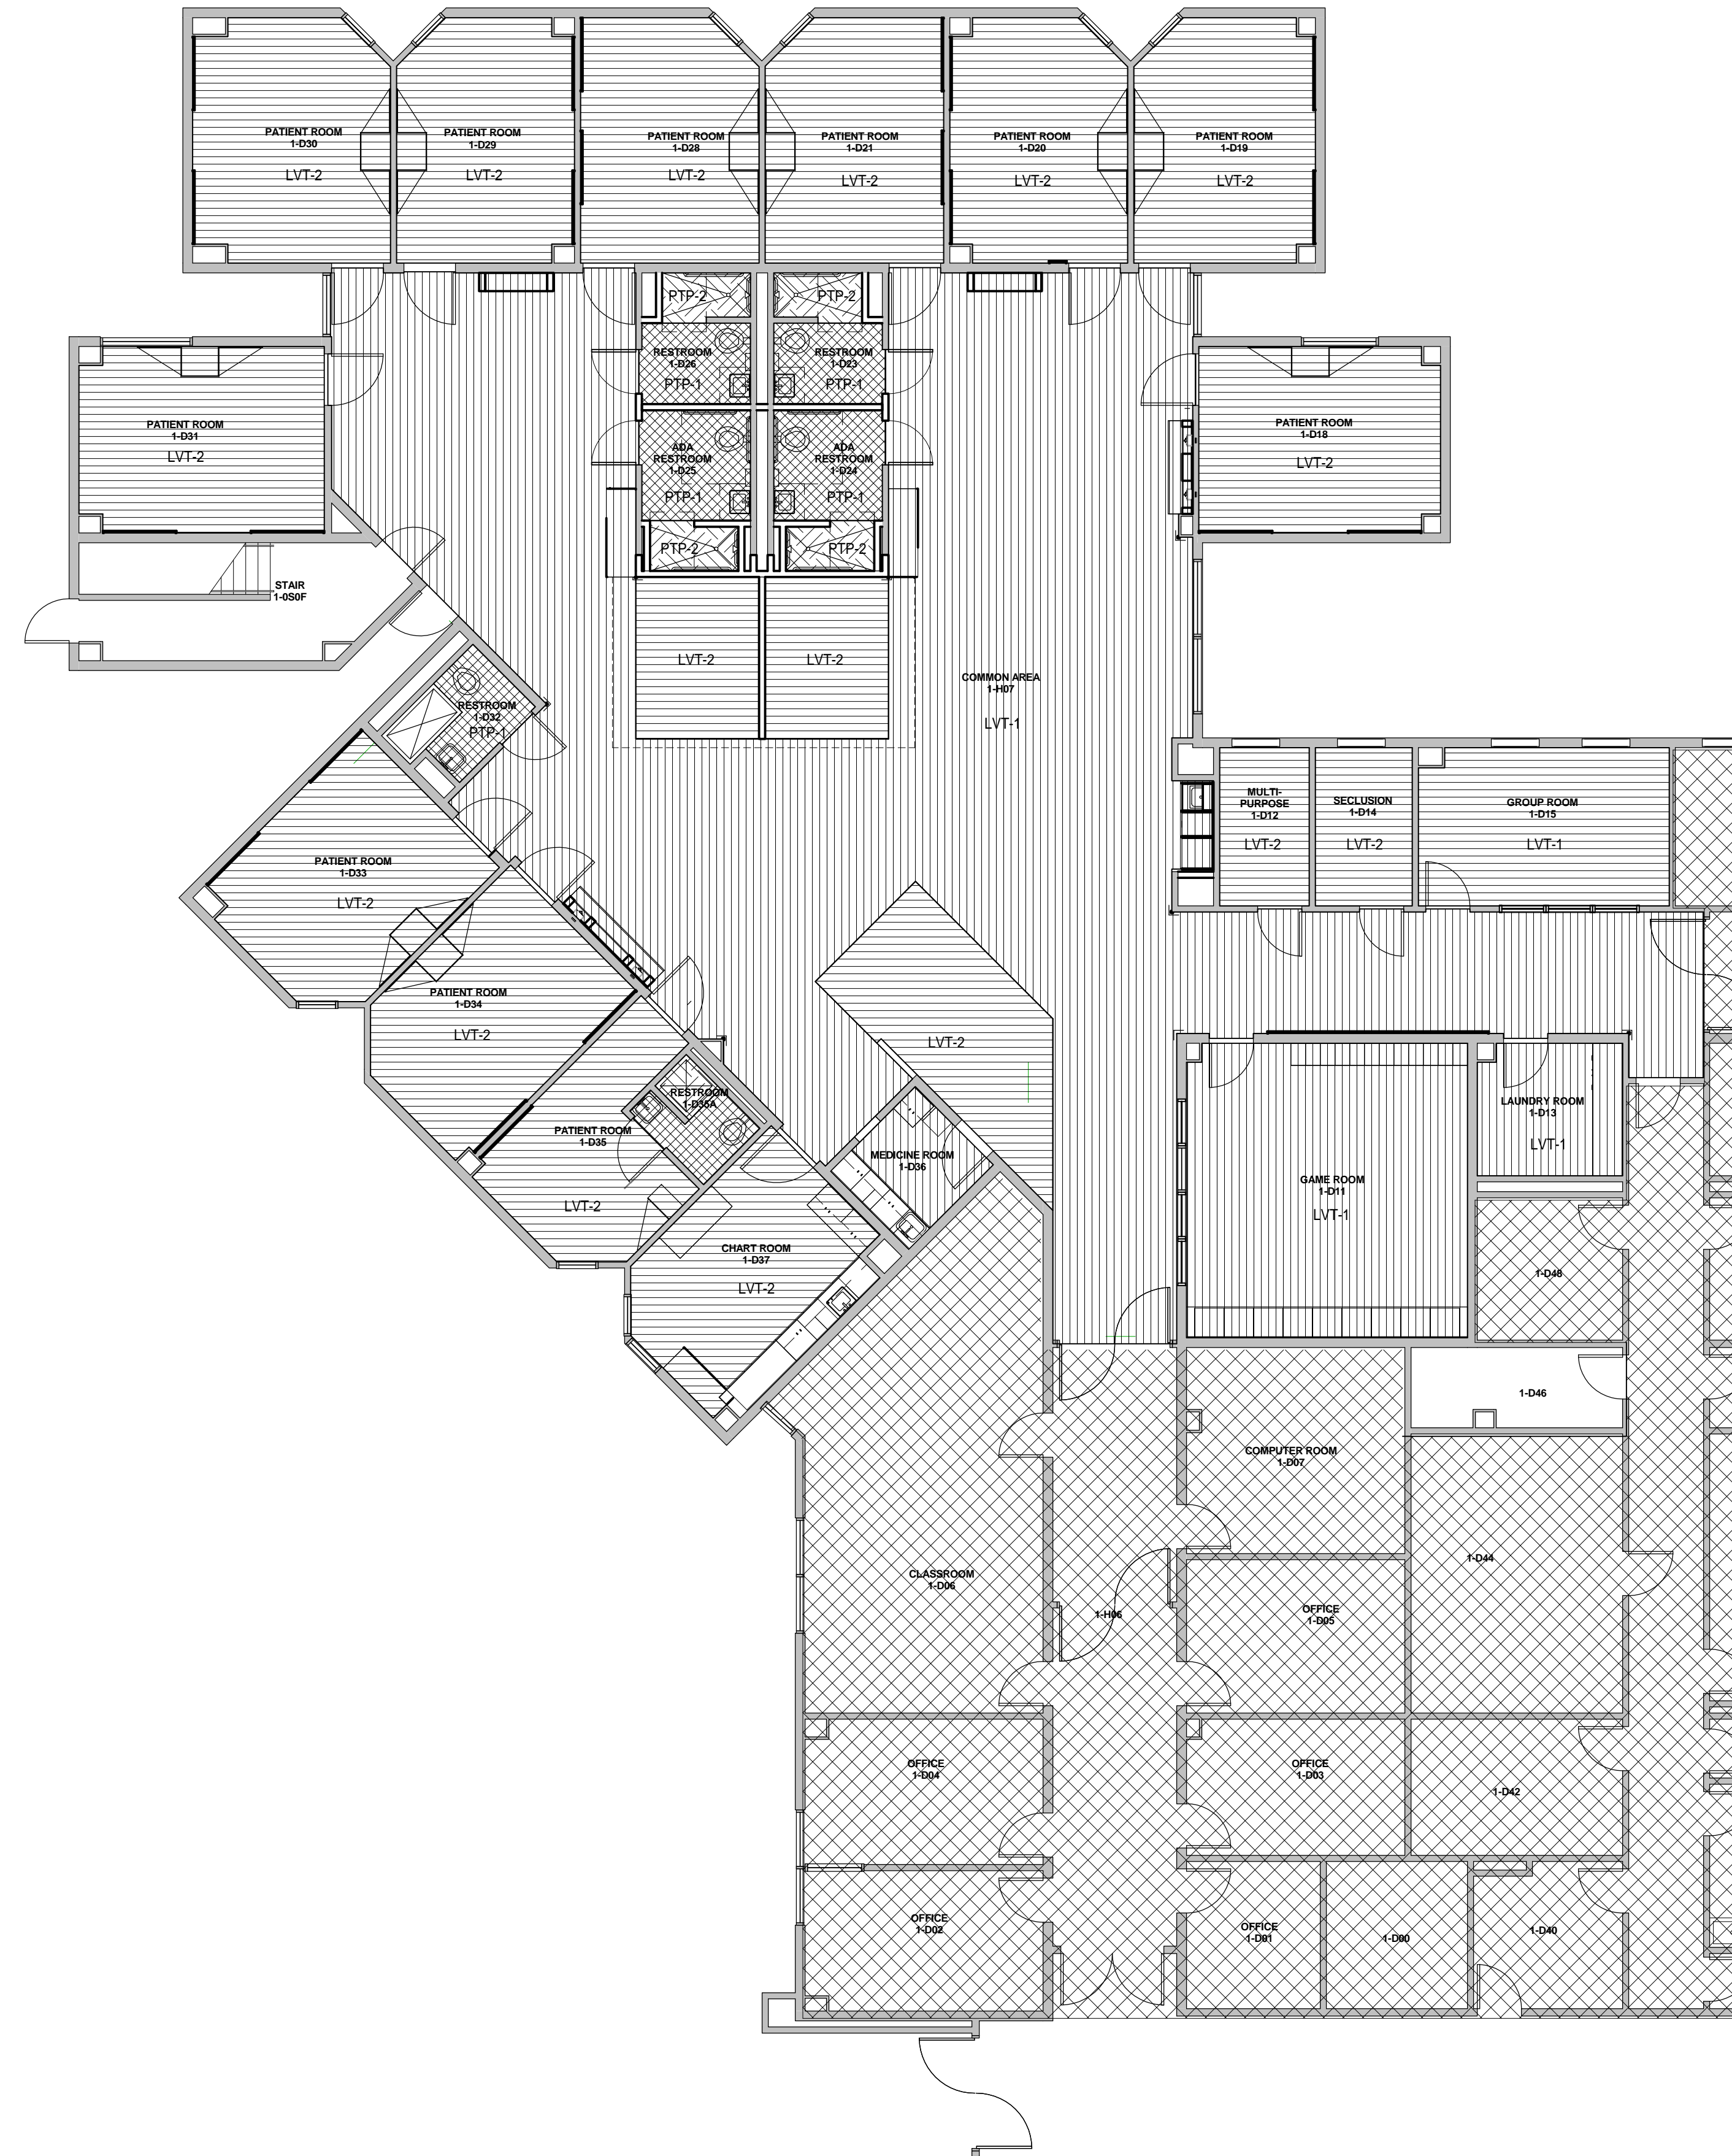 PATIENT ROOM
1-D30
LVT-2
PATIENT ROOM
1-D29
LVT-2
PATIENT ROOM
1-D28
LVT-2
PATIENT ROOM
1-D21
LVT-2
PATIENT ROOM
1-D20
LVT-2
PATIENT ROOM
1-D19
LVT-2
PTP-2
PTP-2
RESTROOM
1-D26
PTP-1
RESTROOM
1-D23
PTP-1
PATIENT ROOM
1-D31
LVT-2
ADA
RESTROOM
1-D25
PTP-1
ADA
RESTROOM
1-D24
PTP-1
PATIENT ROOM
1-D18
LVT-2
PTP-2
PTP-2
STAIR
1-0S0F
LVT-2
LVT-2
COMMON AREA
1-H07
LVT-1
RESTROOM
1-D32
PTP-1
MULTI-
PURPOSE
1-D12
LVT-2
SECLUSION
1-D14
LVT-2
GROUP ROOM
1-D15
LVT-1
PATIENT ROOM
1-D33
LVT-2
PATIENT ROOM
1-D34
LVT-2
LVT-2
RESTROOM
1-D35A
PATIENT ROOM
1-D35
LVT-2
MEDICINE ROOM
1-D36
LAUNDRY ROOM
1-D13
LVT-1
GAME ROOM
1-D11
LVT-1
CHART ROOM
1-D37
LVT-2
1-D48
1-D46
COMPUTER ROOM
1-D07
CLASSROOM
1-D06
1-D44
1-H06
OFFICE
1-D05
OFFICE
1-D04
OFFICE
1-D03
1-D42
OFFICE
1-D02
OFFICE
1-D01
1-D00
1-D40